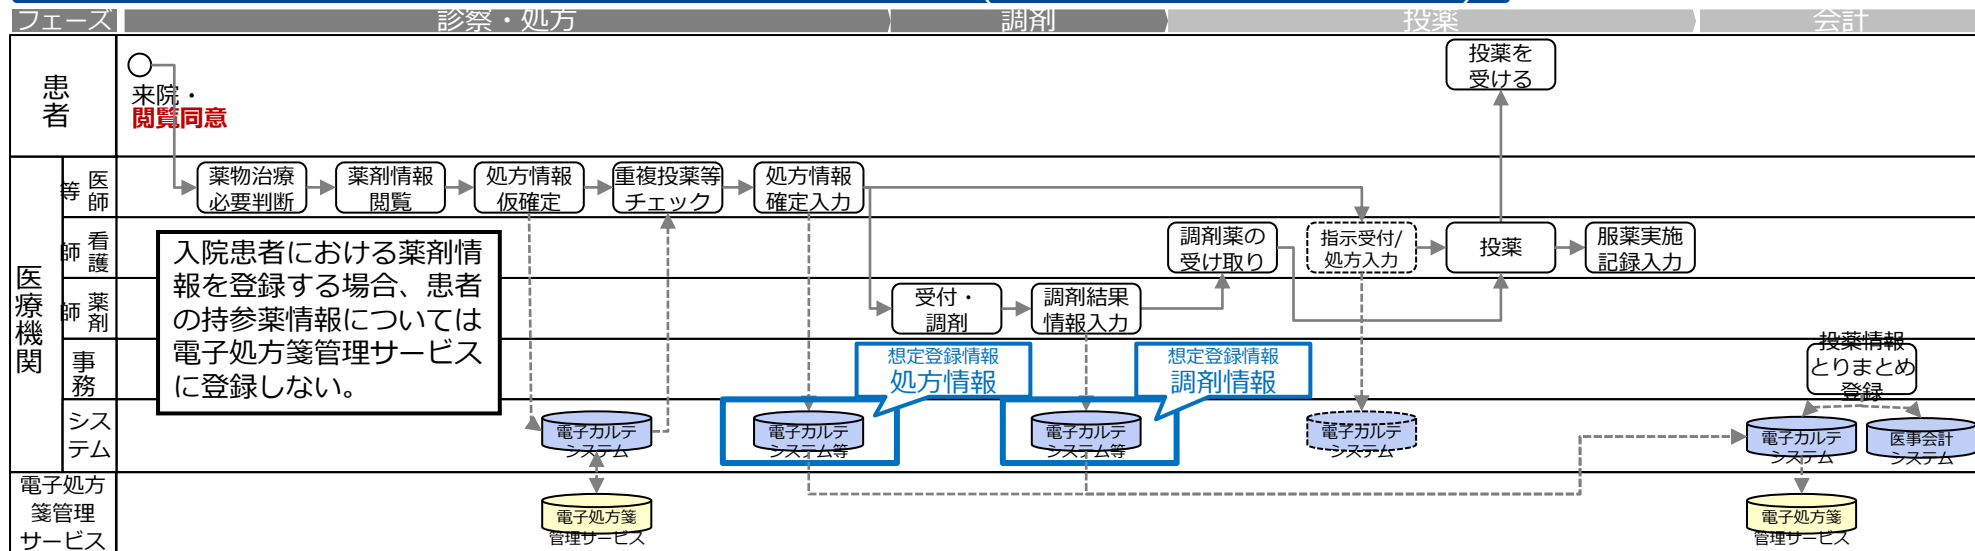 フェーズ
診察・処方
調剤
投薬
会計
患者
来院・
閲覧同意
投薬を
受ける
医療機関
医師等
薬物治療
必要判断
薬剤情報
閲覧
処方情報
仮確定
重複投薬等
チェック
処方情報
確定入力
看護師
調剤薬の
受け取り
指示受付/
処方入力
投薬
服薬実施
記録入力
入院患者における薬剤情
報を登録する場合、患者
の持参薬情報については
電子処方箋管理サービス
に登録しない。
薬剤師
受付・
調剤
調剤結果
情報入力
事務
想定登録情報
処方情報
想定登録情報
調剤情報
投薬情報
とりまとめ
登録
シス
テム
電子カルテ
システム
電子カルテ
システム等
電子カルテ
システム等
電子カルテ
システム
電子カルテ
システム
医事会計
システム
電子処方
箋管理
サービス
電子処方箋
管理サービス
電子処方箋
管理サービス